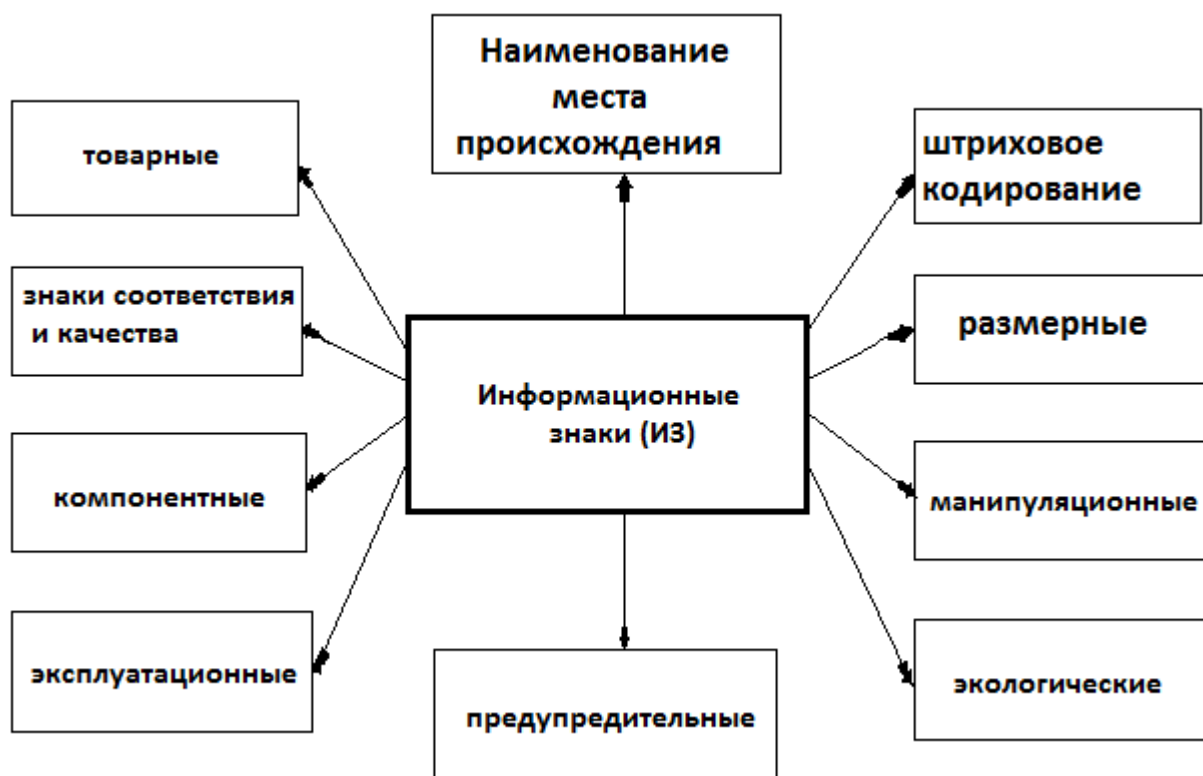 Наименование
места
происхождения
товарные
штриховое
кодирование
знаки соответствия
и качества
размерные
Информационные
знаки (ИЗ)
компонентные
манипуляционные
эксплуатационные
экологические
предупредительные